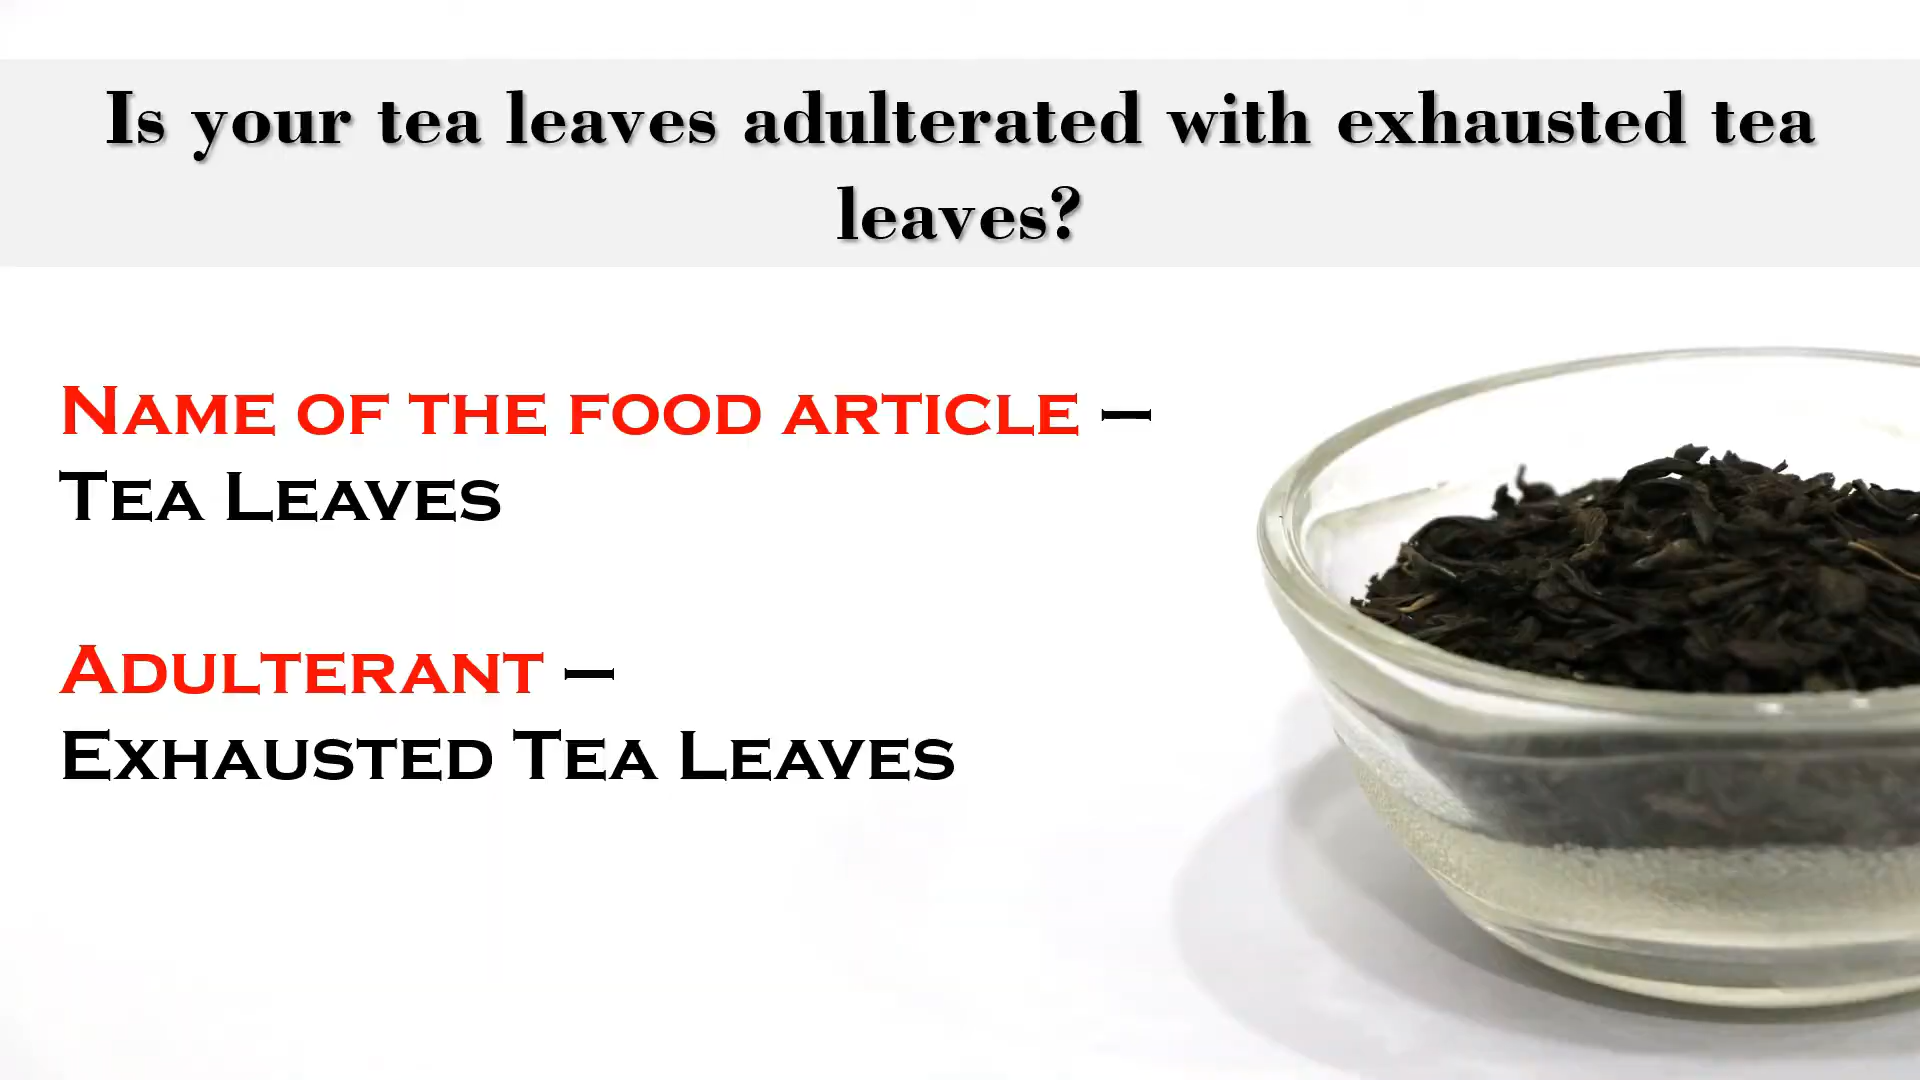 Is your tea leaves adulterated with exhausted tea
leaves?
Name of the food article –
Tea Leaves
Adulterant –
Exhausted Tea Leaves